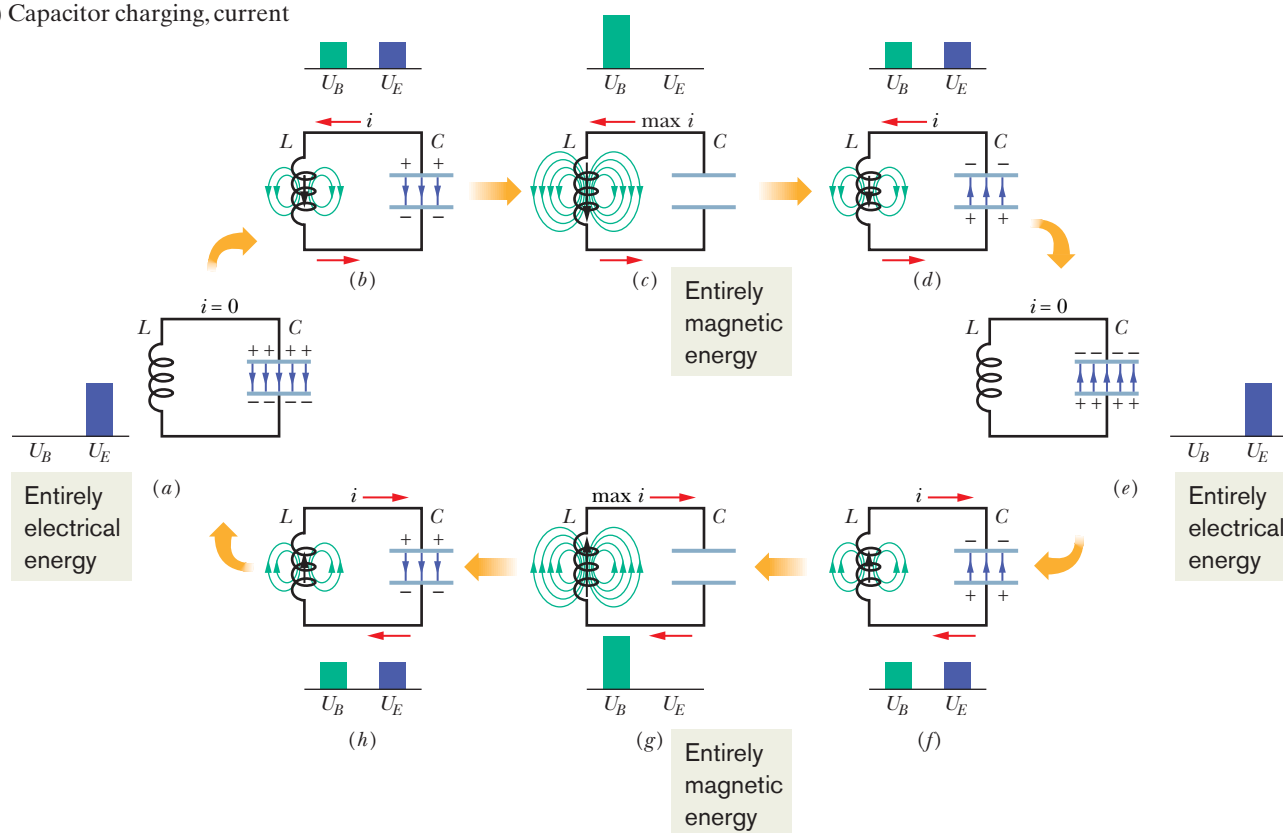 ) Capacitor charging, current
U_B U_E
U_B U_E
U_B U_E
i
L C
+ +
− −
(b)
max i
L C
(c)
Entirely
magnetic
energy
i
L C
− −
+ +
(d)
i = 0
L C
+ + + +
− − − −
U_B U_E
(a)
Entirely
electrical
energy
i = 0
L C
− − − −
+ + + +
U_B U_E
(e)
Entirely
electrical
energy
i
L C
+ +
− −
U_B U_E
(h)
max i
L C
U_B U_E
(g)
Entirely
magnetic
energy
i
L C
− −
+ +
U_B U_E
(f)